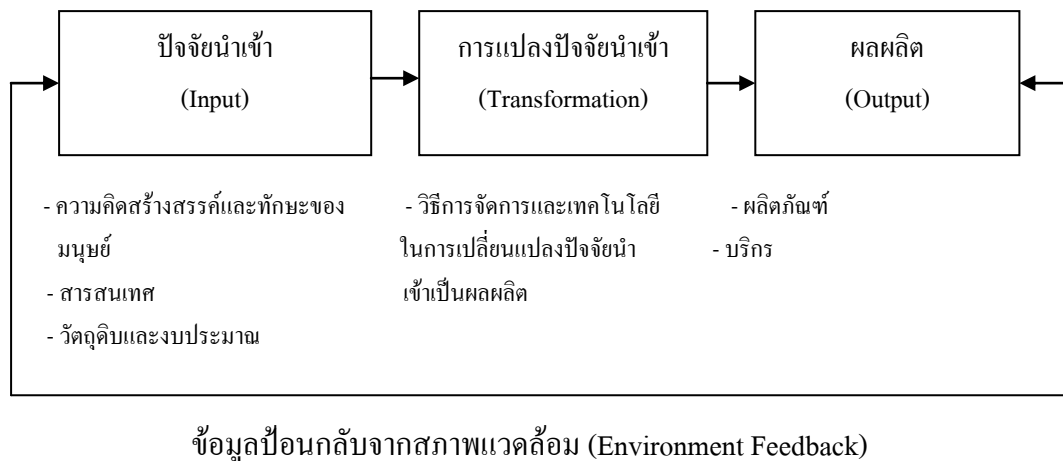 ปัจจัยนำเข้า
(Input)
การแปลงปัจจัยนำเข้า
(Transformation)
ผลผลิต
(Output)
- ความคิดสร้างสรรค์และทักษะของ
มนุษย์
- สารสนเทศ
- วัตถุดิบและงบประมาณ
- วิธีการจัดการและเทคโนโลยี
ในการเปลี่ยนแปลงปัจจัยนำ
เข้าเป็นผลผลิต
- ผลิตภัณฑ์
- บริกร
ข้อมูลป้อนกลับจากสภาพแวดล้อม (Environment Feedback)